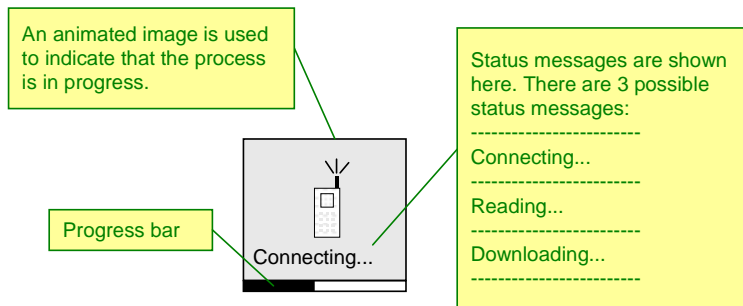 An animated image is used
to indicate that the process
is in progress.
Status messages are shown
here. There are 3 possible
status messages:
-------------------------
Connecting...
-------------------------
Reading...
-------------------------
Downloading...
-------------------------
Progress bar
Connecting...